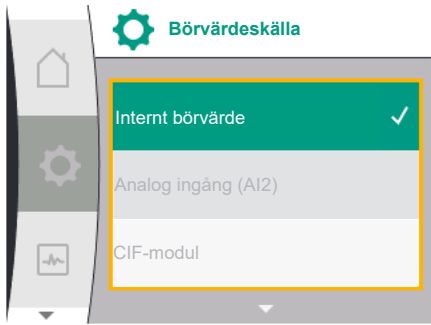 Börvärdeskälla
Internt börvärde
Analog ingång (AI2)
CIF-modul